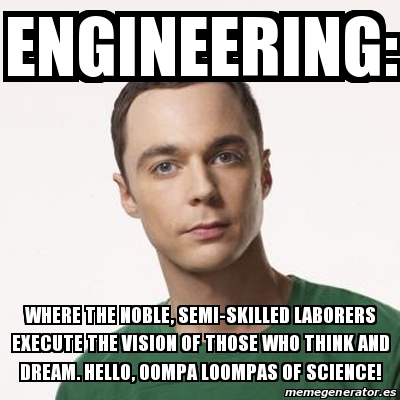 ENGINEERING:
WHERE THE NOBLE, SEMI-SKILLED LABORERS
EXECUTE THE VISION OF THOSE WHO THINK AND
DREAM. HELLO, OOMPA LOOMPAS OF SCIENCE!
memegenerator.es